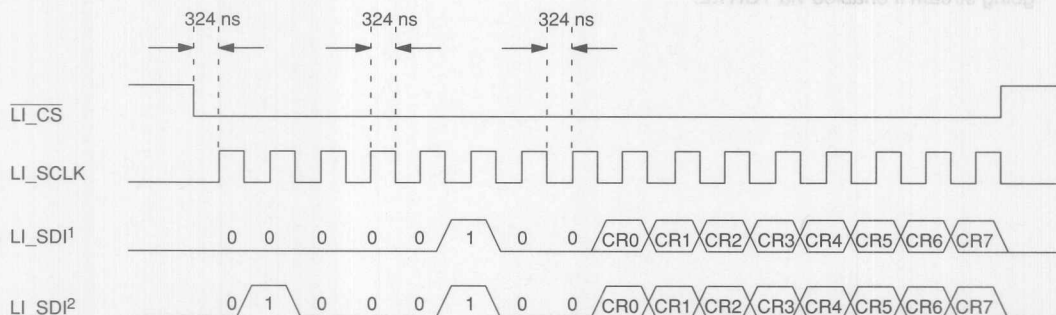 324 ns 324 ns 324 ns
LI_CS
LI_SCLK
LI_SDI1 0 0 0 0 0 1 0 0 CR0 CR1 CR2 CR3 CR4 CR5 CR6 CR7
LI_SDI2 0 1 0 0 0 1 0 0 CR0 CR1 CR2 CR3 CR4 CR5 CR6 CR7